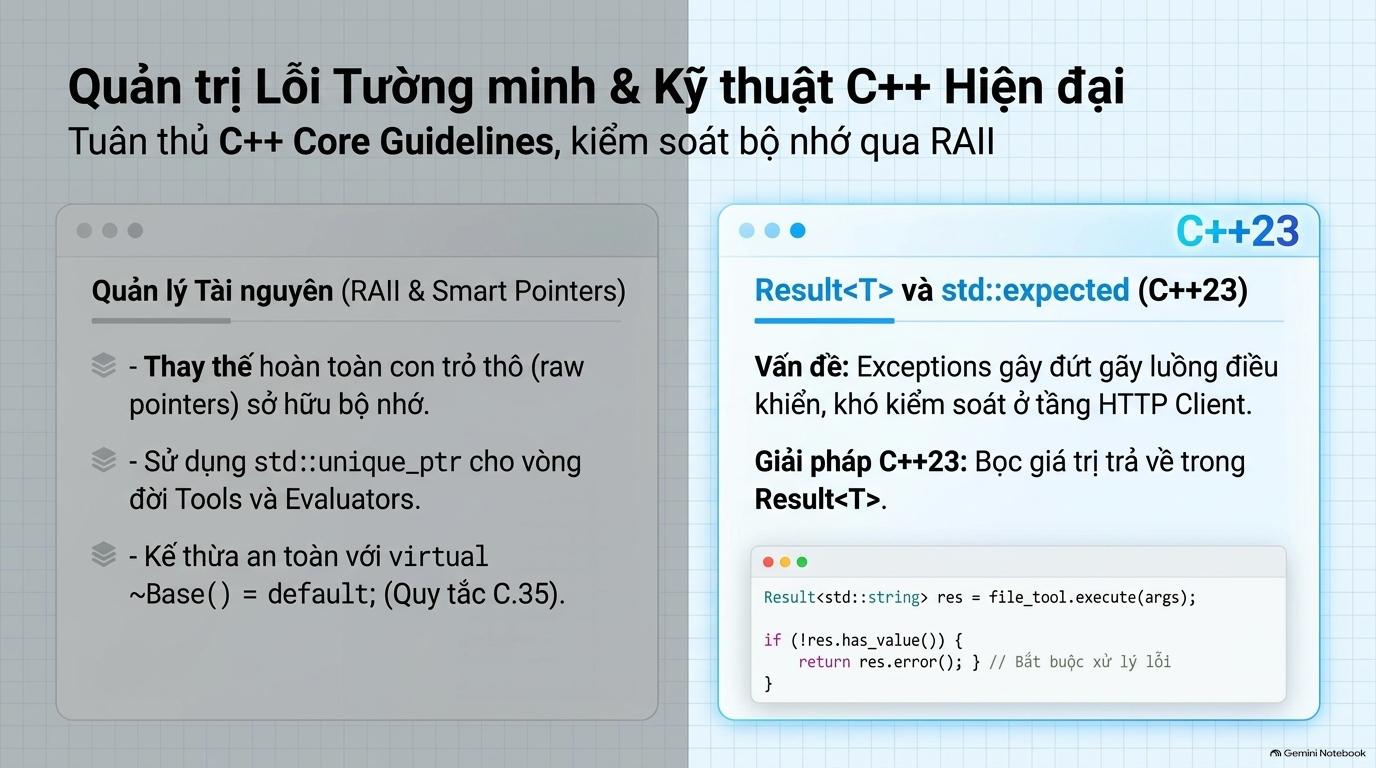 Quản trị Lỗi Tường minh & Kỹ thuật C++ Hiện đại
Tuân thủ C++ Core Guidelines, kiểm soát bộ nhớ qua RAII
Quản lý Tài nguyên (RAII & Smart Pointers)
- Thay thế hoàn toàn con trỏ thô (raw
pointers) sở hữu bộ nhớ.
- Sử dụng std::unique_ptr cho vòng
đời Tools và Evaluators.
- Kế thừa an toàn với virtual
~Base() = default; (Quy tắc C.35).
C++23
Result<T> và std::expected (C++23)
Vấn đề: Exceptions gây đứt gãy luồng điều
khiển, khó kiểm soát ở tầng HTTP Client.
Giải pháp C++23: Bọc giá trị trả về trong
Result<T>.
Result<std::string> res = file_tool.execute(args);
if (!res.has_value()) {
    return res.error(); } // Bắt buộc xử lý lỗi
}
Gemini Notebook